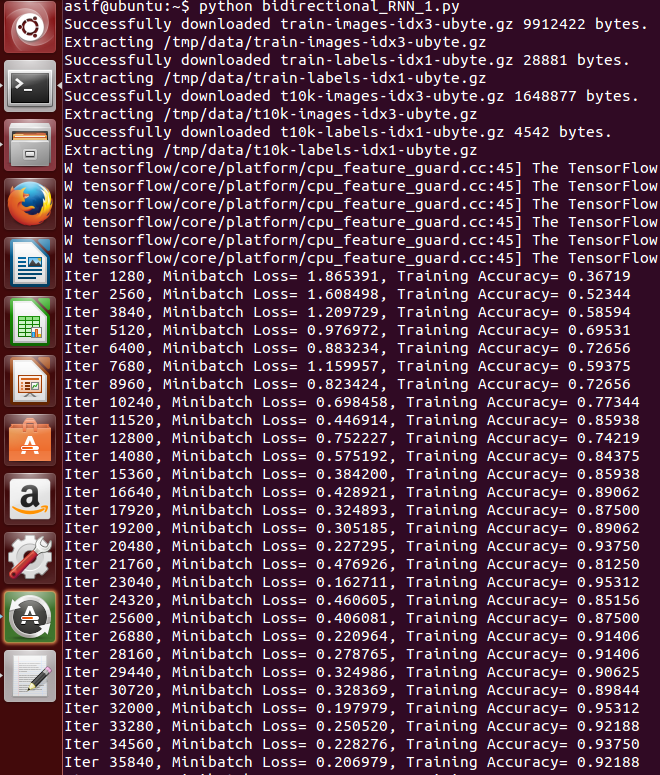 asif@ubuntu:~$ python bidirectional_RNN_1.py
Successfully downloaded train-images-idx3-ubyte.gz 9912422 bytes.
Extracting /tmp/data/train-images-idx3-ubyte.gz
Successfully downloaded train-labels-idx1-ubyte.gz 28881 bytes.
Extracting /tmp/data/train-labels-idx1-ubyte.gz
Successfully downloaded t10k-images-idx3-ubyte.gz 1648877 bytes.
Extracting /tmp/data/t10k-images-idx3-ubyte.gz
Successfully downloaded t10k-labels-idx1-ubyte.gz 4542 bytes.
Extracting /tmp/data/t10k-labels-idx1-ubyte.gz
W tensorflow/core/platform/cpu_feature_guard.cc:45] The TensorFlow
W tensorflow/core/platform/cpu_feature_guard.cc:45] The TensorFlow
W tensorflow/core/platform/cpu_feature_guard.cc:45] The TensorFlow
W tensorflow/core/platform/cpu_feature_guard.cc:45] The TensorFlow
W tensorflow/core/platform/cpu_feature_guard.cc:45] The TensorFlow
W tensorflow/core/platform/cpu_feature_guard.cc:45] The TensorFlow
Iter 1280, Minibatch Loss= 1.865391, Training Accuracy= 0.36719
Iter 2560, Minibatch Loss= 1.608498, Training Accuracy= 0.52344
Iter 3840, Minibatch Loss= 1.209729, Training Accuracy= 0.58594
Iter 5120, Minibatch Loss= 0.976972, Training Accuracy= 0.69531
Iter 6400, Minibatch Loss= 0.883234, Training Accuracy= 0.72656
Iter 7680, Minibatch Loss= 1.159957, Training Accuracy= 0.59375
Iter 8960, Minibatch Loss= 0.823424, Training Accuracy= 0.72656
Iter 10240, Minibatch Loss= 0.698458, Training Accuracy= 0.77344
Iter 11520, Minibatch Loss= 0.446914, Training Accuracy= 0.85938
Iter 12800, Minibatch Loss= 0.752227, Training Accuracy= 0.74219
Iter 14080, Minibatch Loss= 0.575192, Training Accuracy= 0.84375
Iter 15360, Minibatch Loss= 0.384200, Training Accuracy= 0.85938
Iter 16640, Minibatch Loss= 0.428921, Training Accuracy= 0.89062
Iter 17920, Minibatch Loss= 0.324893, Training Accuracy= 0.87500
Iter 19200, Minibatch Loss= 0.305185, Training Accuracy= 0.89062
Iter 20480, Minibatch Loss= 0.227295, Training Accuracy= 0.93750
Iter 21760, Minibatch Loss= 0.476926, Training Accuracy= 0.81250
Iter 23040, Minibatch Loss= 0.162711, Training Accuracy= 0.95312
Iter 24320, Minibatch Loss= 0.460605, Training Accuracy= 0.85156
Iter 25600, Minibatch Loss= 0.406081, Training Accuracy= 0.87500
Iter 26880, Minibatch Loss= 0.220964, Training Accuracy= 0.91406
Iter 28160, Minibatch Loss= 0.278765, Training Accuracy= 0.91406
Iter 29440, Minibatch Loss= 0.324986, Training Accuracy= 0.90625
Iter 30720, Minibatch Loss= 0.328369, Training Accuracy= 0.89844
Iter 32000, Minibatch Loss= 0.197979, Training Accuracy= 0.95312
Iter 33280, Minibatch Loss= 0.250520, Training Accuracy= 0.92188
Iter 34560, Minibatch Loss= 0.228276, Training Accuracy= 0.93750
Iter 35840, Minibatch Loss= 0.206979, Training Accuracy= 0.92188